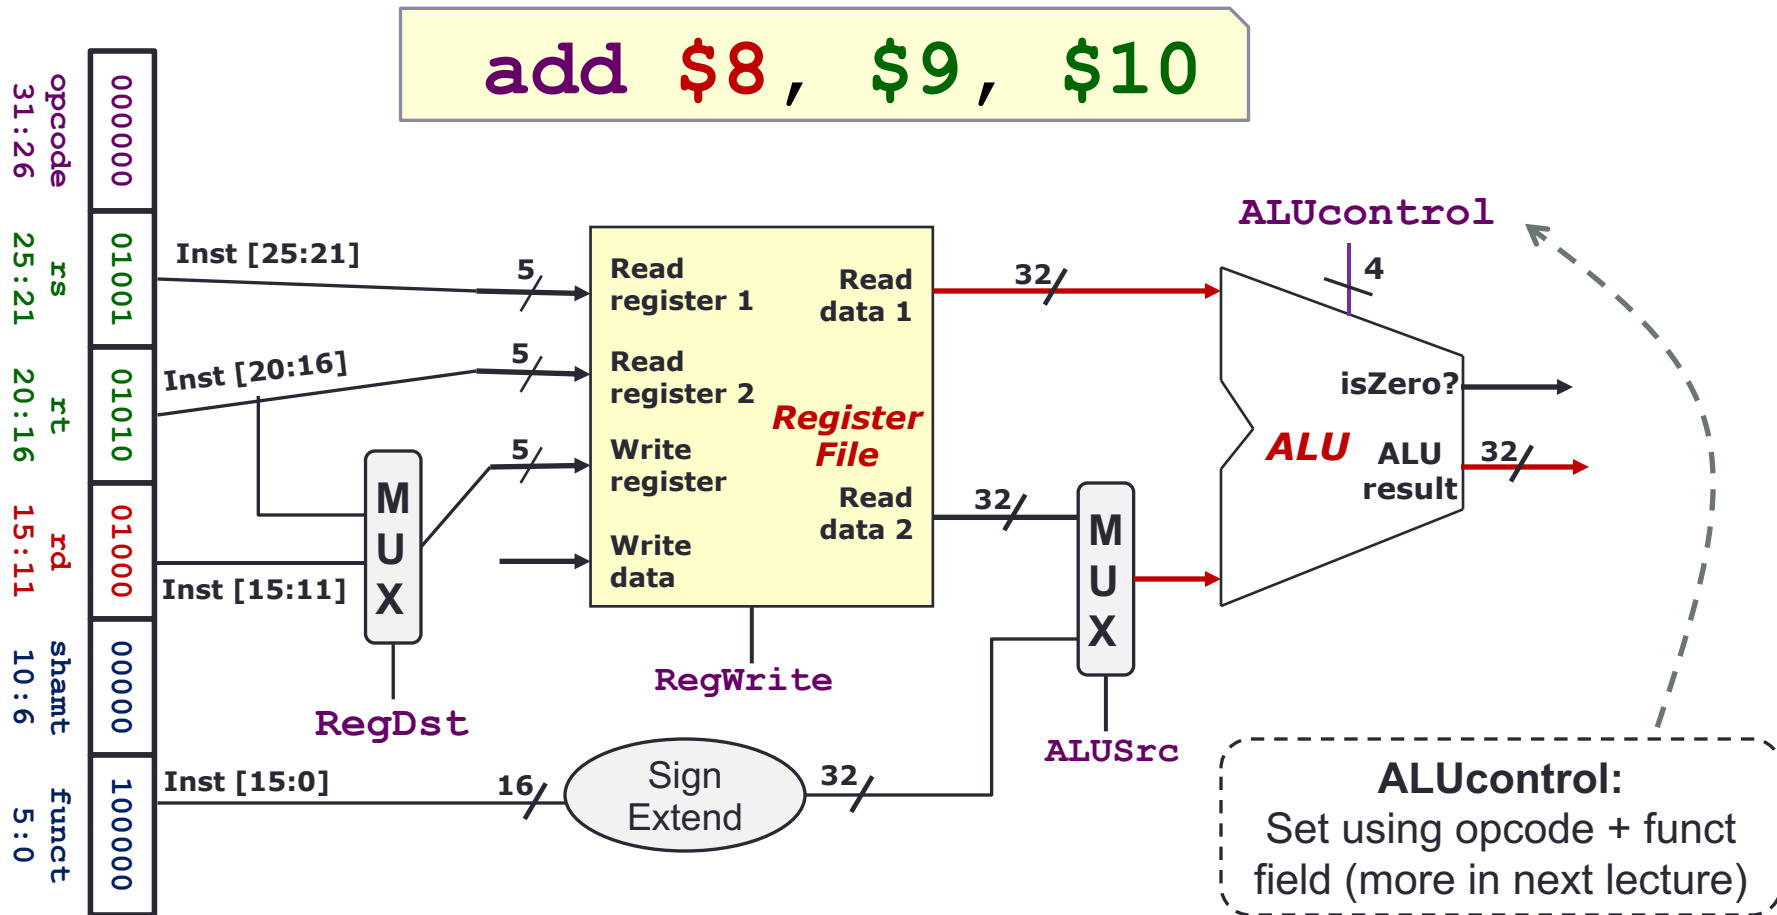 add $8, $9, $10
opcode
31:26
000000
rs
25:21
01001
rt
20:16
01010
rd
15:11
01000
shamt
10:6
00000
funct
5:0
100000
Inst [25:21]
5
Inst [20:16]
5
5
Inst [15:11]
M
U
X
RegDst
Inst [15:0]
16
Sign
Extend
32
Read
register 1
Read
register 2
Write
register
Write
data
Register
File
Read
data 1
Read
data 2
RegWrite
32
32
M
U
X
ALUSrc
ALUcontrol
4
isZero?
ALU
ALU
result
32
ALUcontrol:
Set using opcode + funct
field (more in next lecture)